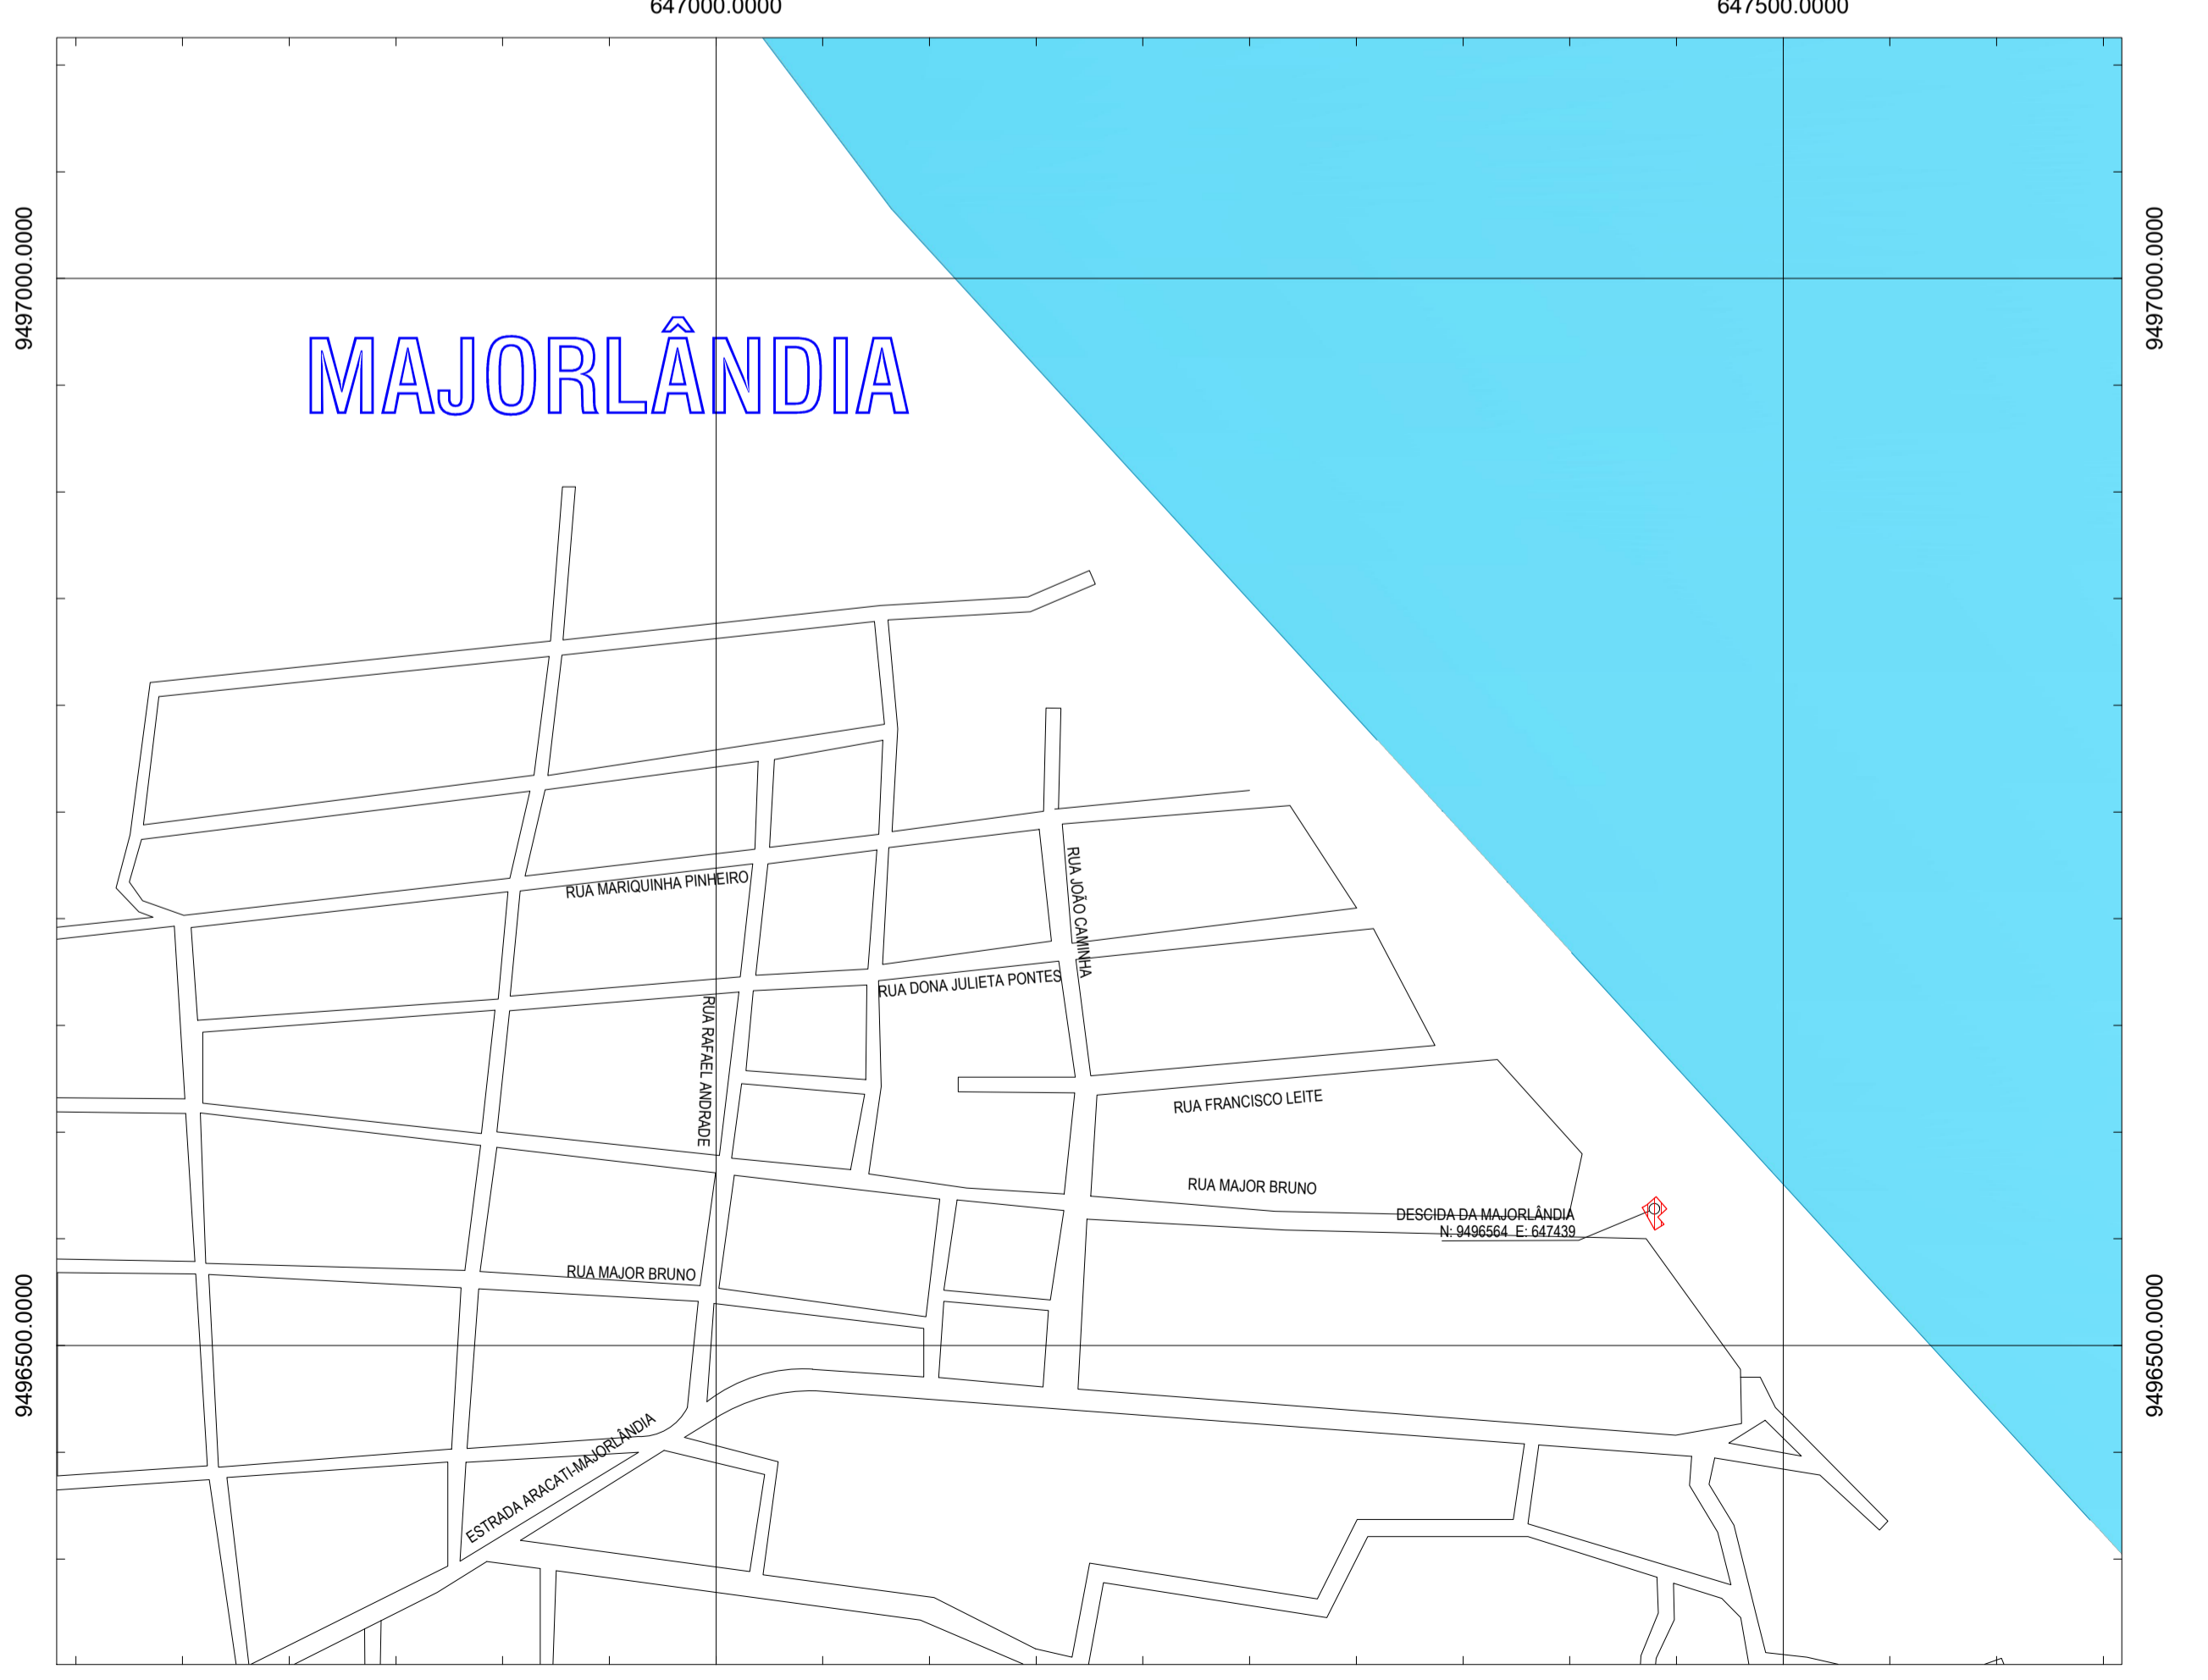 647000.0000
647500.0000
9497000.0000
9497000.0000
MAJORLÂNDIA
RUA MARIQUINHA PINHEIRO
RUA JOÃO CAMINHA
RUA DONA JULIETA PONTES
RUA RAFAEL ANDRADE
RUA FRANCISCO LEITE
RUA MAJOR BRUNO
DESCIDA DA MAJORLÂNDIA
N: 9496564 E: 647439
RUA MAJOR BRUNO
9496500.0000
9496500.0000
ESTRADA ARACATI-MAJORLÂNDIA